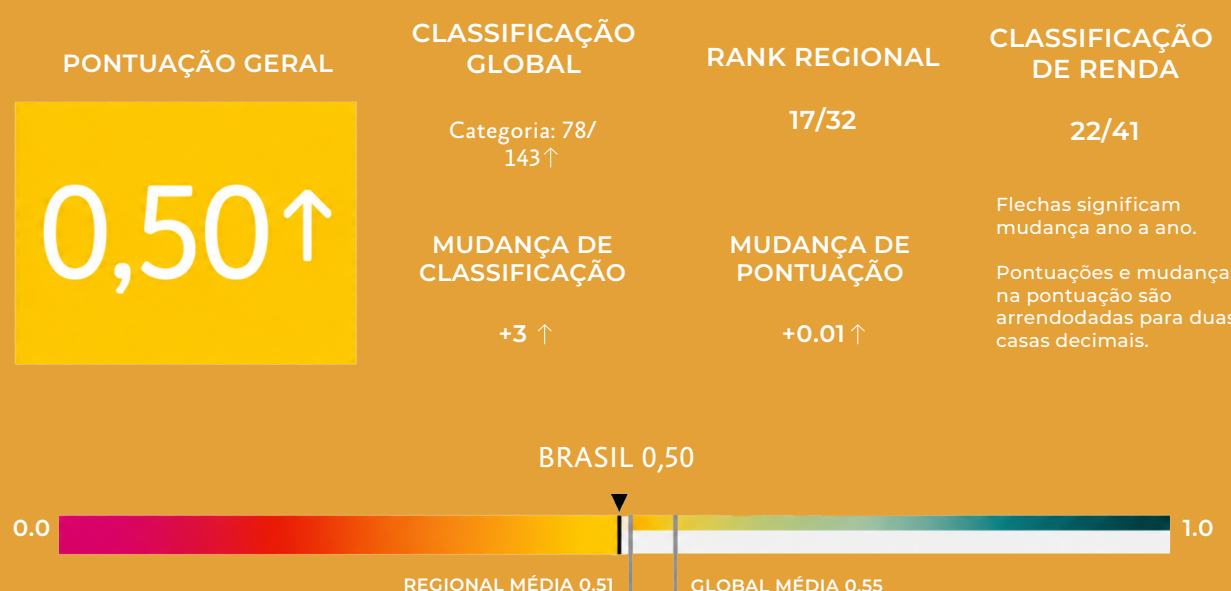 PONTUAÇÃO GERAL
0,50↑
CLASSIFICAÇÃO
GLOBAL
Categoria: 78/
143↑
RANK REGIONAL
17/32
CLASSIFICAÇÃO
DE RENDA
22/41
MUDANÇA DE
CLASSIFICAÇÃO
+3 ↑
MUDANÇA DE
PONTUAÇÃO
+0.01↑
Flechas significam
mudança ano a ano.
Pontuações e mudança
na pontuação são
arrendodadas para duas
casas decimais.
BRASIL 0,50
0.0
1.0
REGIONAL MÉDIA 0.51
GLOBAL MÉDIA 0.55